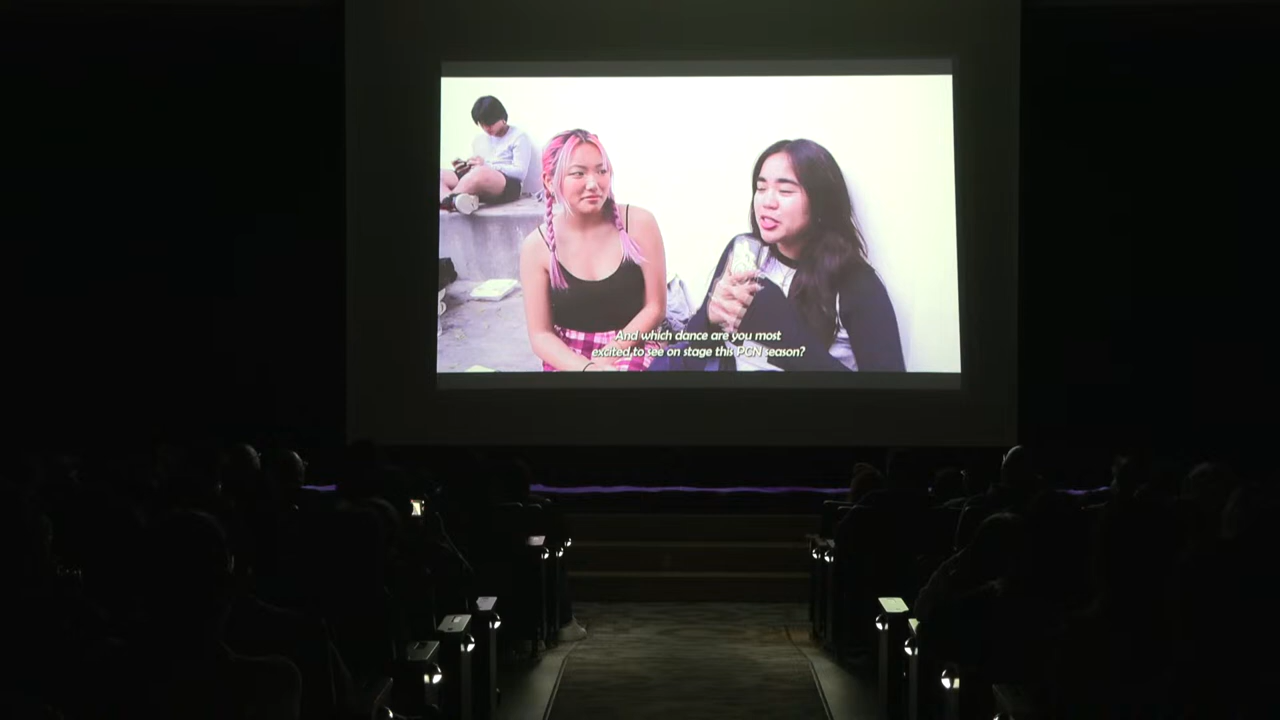 And which dance are you most
excited to see on stage this PCN season?